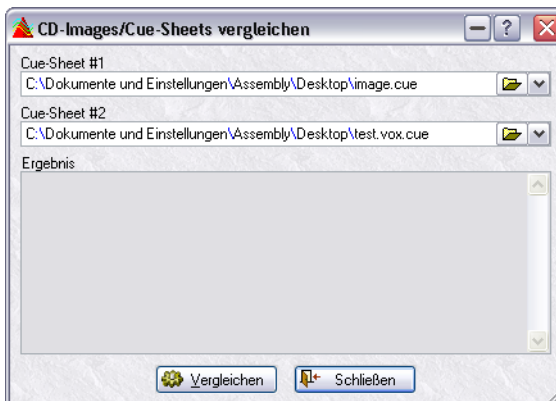 CD-Images/Cue-Sheets vergleichen
Cue-Sheet #1
C:\Dokumente und Einstellungen\Assembly\Desktop\image.cue
Cue-Sheet #2
C:\Dokumente und Einstellungen\Assembly\Desktop\test.vox.cue
Ergebnis
Vergleichen Schließen